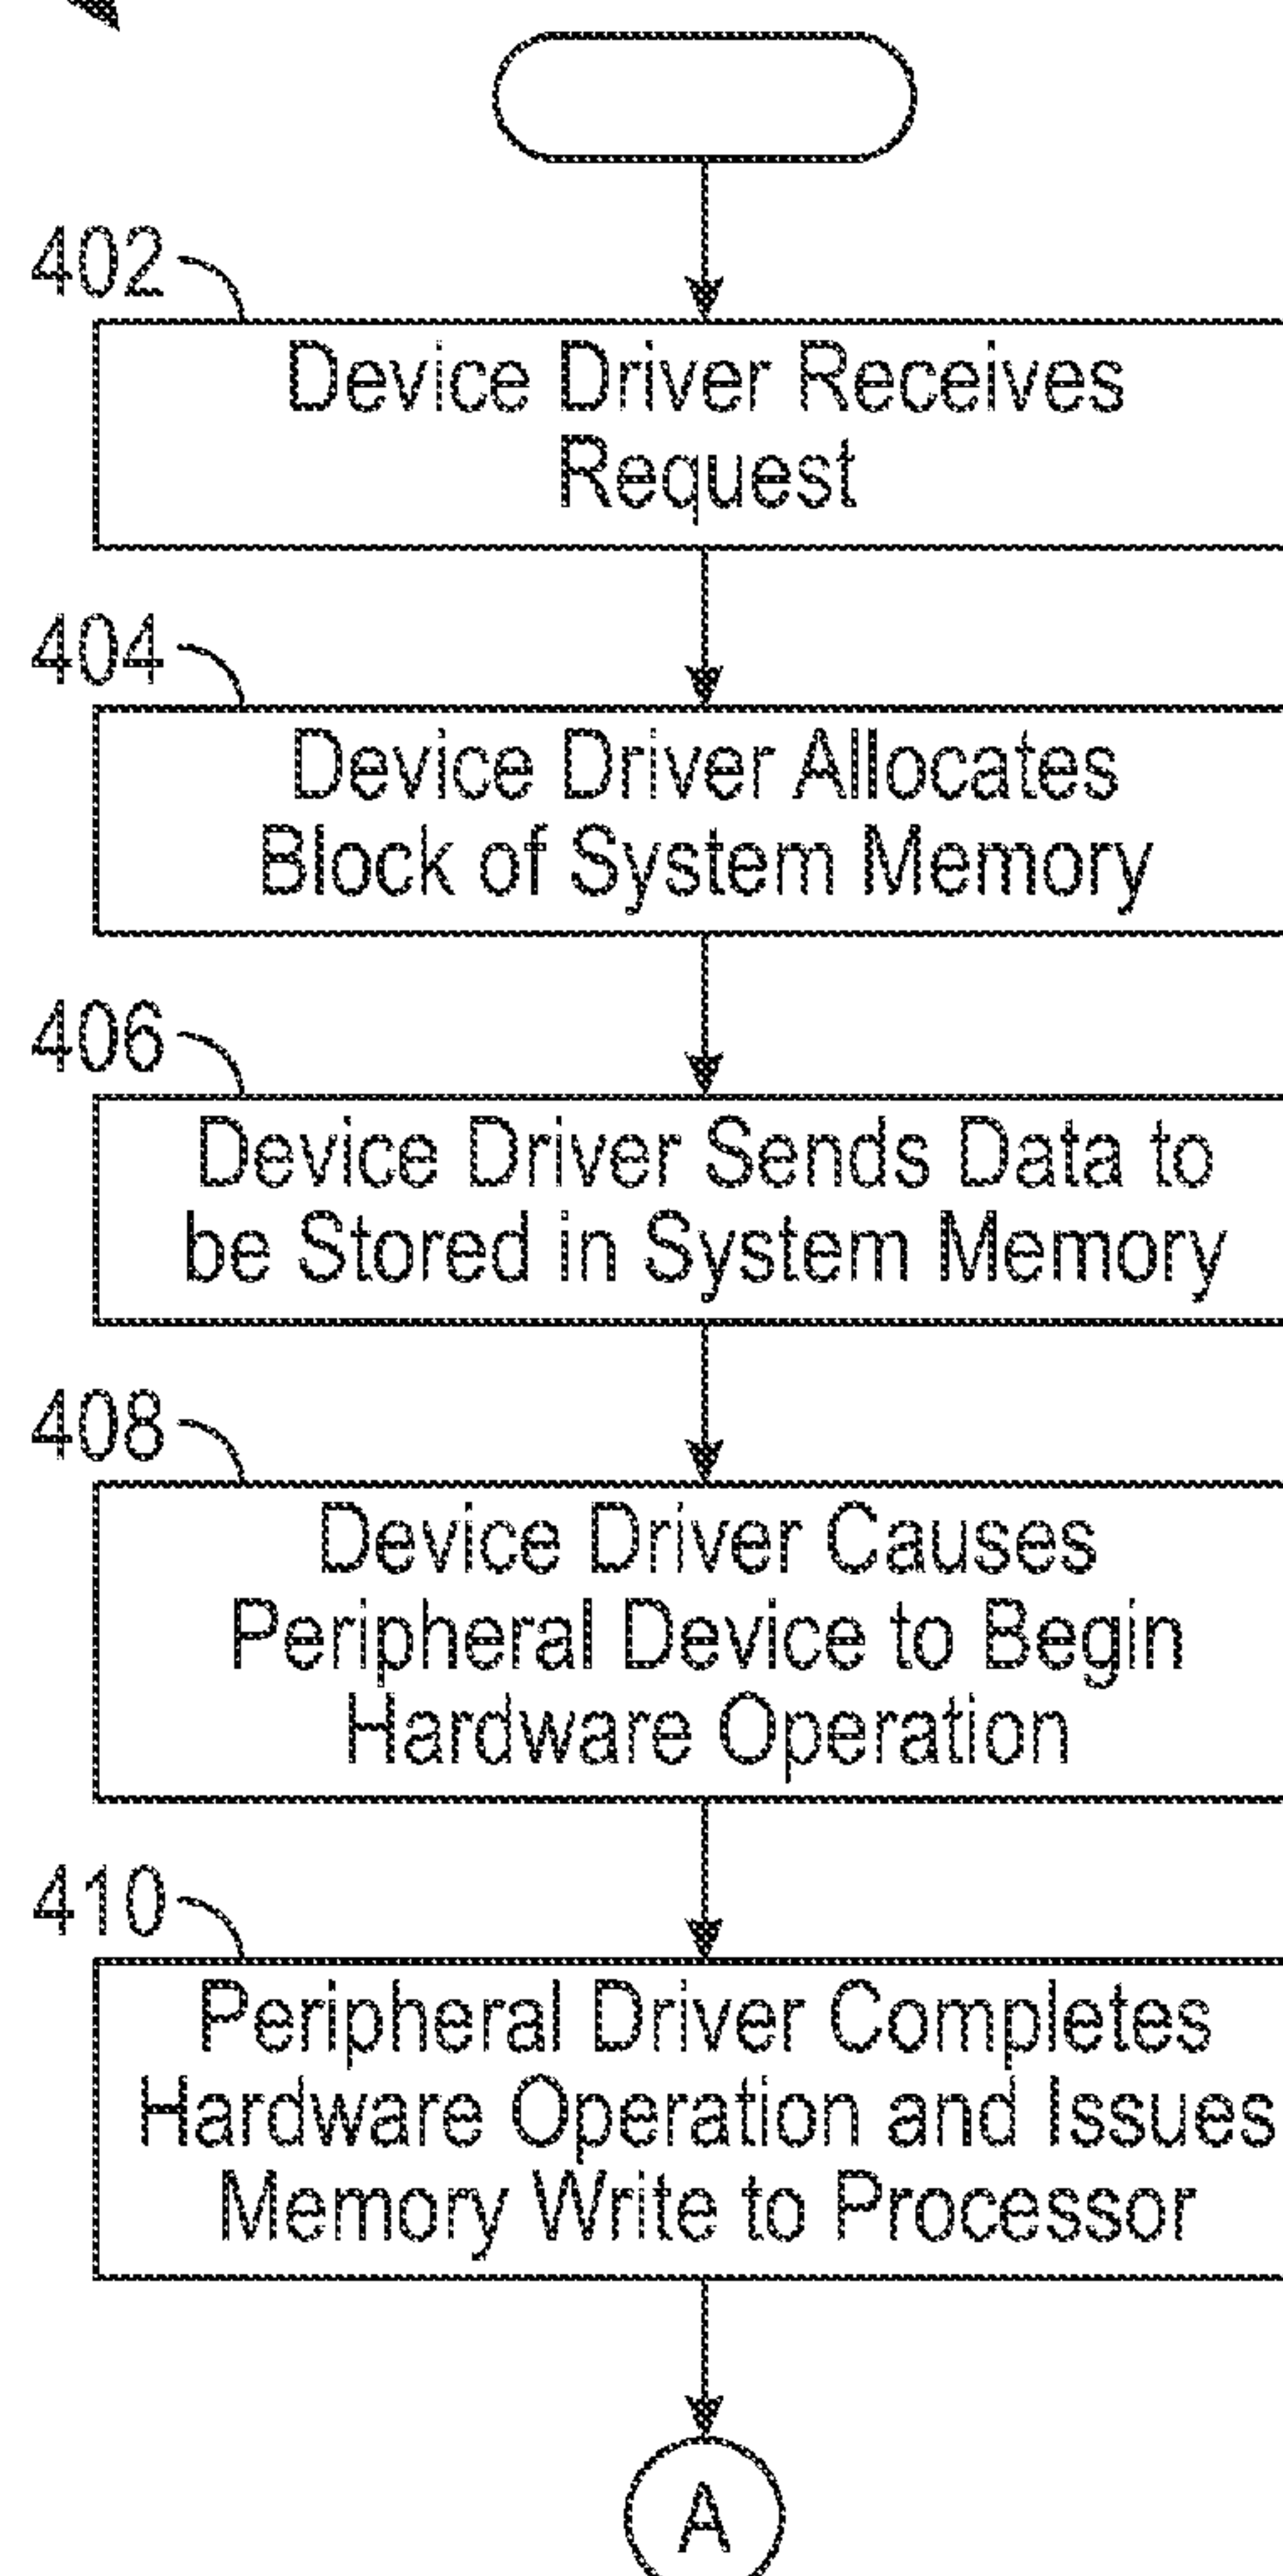 402
Device Driver Receives
Request
404
Device Driver Allocates
Block of System Memory
406
Device Driver Sends Data to
be Stored in System Memory
408
Device Driver Causes
Peripheral Device to Begin
Hardware Operation
410
Peripheral Driver Completes
Hardware Operation and Issues
Memory Write to Processor
A